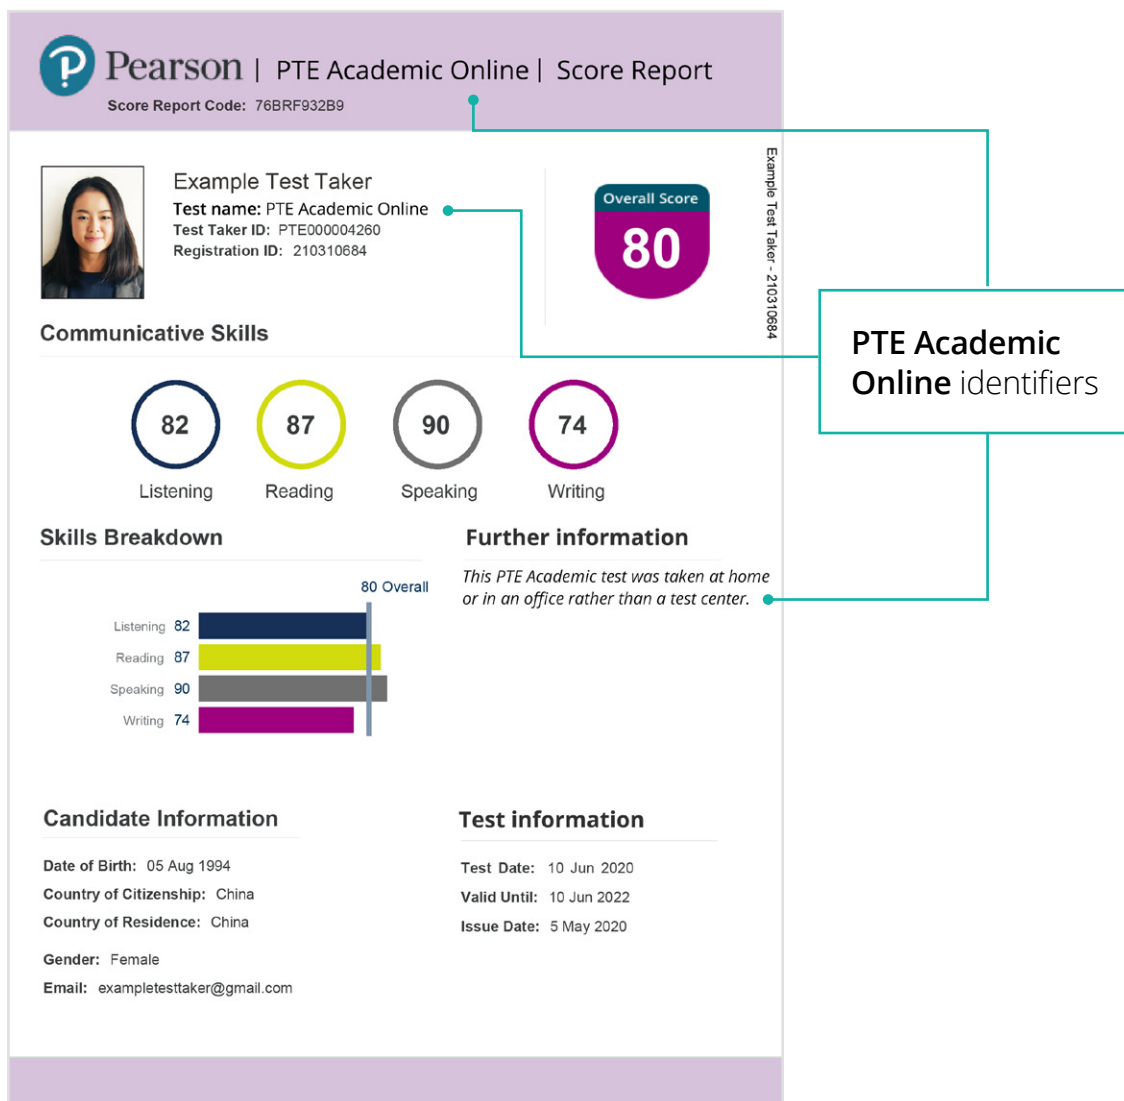 Pearson | PTE Academic Online | Score Report
Score Report Code: 76BRF932B9
Example Test Taker
Test name: PTE Academic Online
Test Taker ID: PTE000004260
Registration ID: 210310684
Overall Score
80
Example Test Taker - 210310684
PTE Academic
Online identifiers
Communicative Skills
82 87 90 74
Listening Reading Speaking Writing
Skills Breakdown
80 Overall
Listening 82
Reading 87
Speaking 90
Writing 74
Further information
This PTE Academic test was taken at home
or in an office rather than a test center.
Candidate Information
Date of Birth: 05 Aug 1994
Country of Citizenship: China
Country of Residence: China
Gender: Female
Email: exampletesttaker@gmail.com
Test information
Test Date: 10 Jun 2020
Valid Until: 10 Jun 2022
Issue Date: 5 May 2020